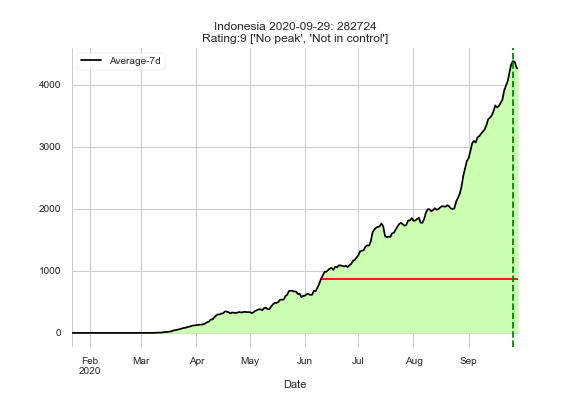 Indonesia 2020-09-29: 282724
Rating:9 ['No peak', 'Not in control']
Average-7d
4000
3000
2000
1000
0
Feb Mar Apr May Jun Jul Aug Sep
2020
Date